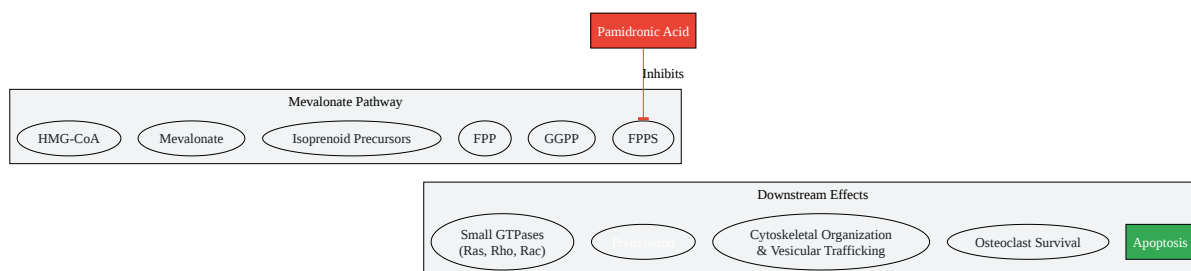 Pamidronic Acid
Inhibits
Mevalonate Pathway
HMG-CoA
Mevalonate
Isoprenoid Precursors
FPP
GGPP
FPPS
Downstream Effects
Small GTPases
(Ras, Rho, Rac)
Prenylation
Cytoskeletal Organization
& Vesicular Trafficking
Osteoclast Survival
Apoptosis